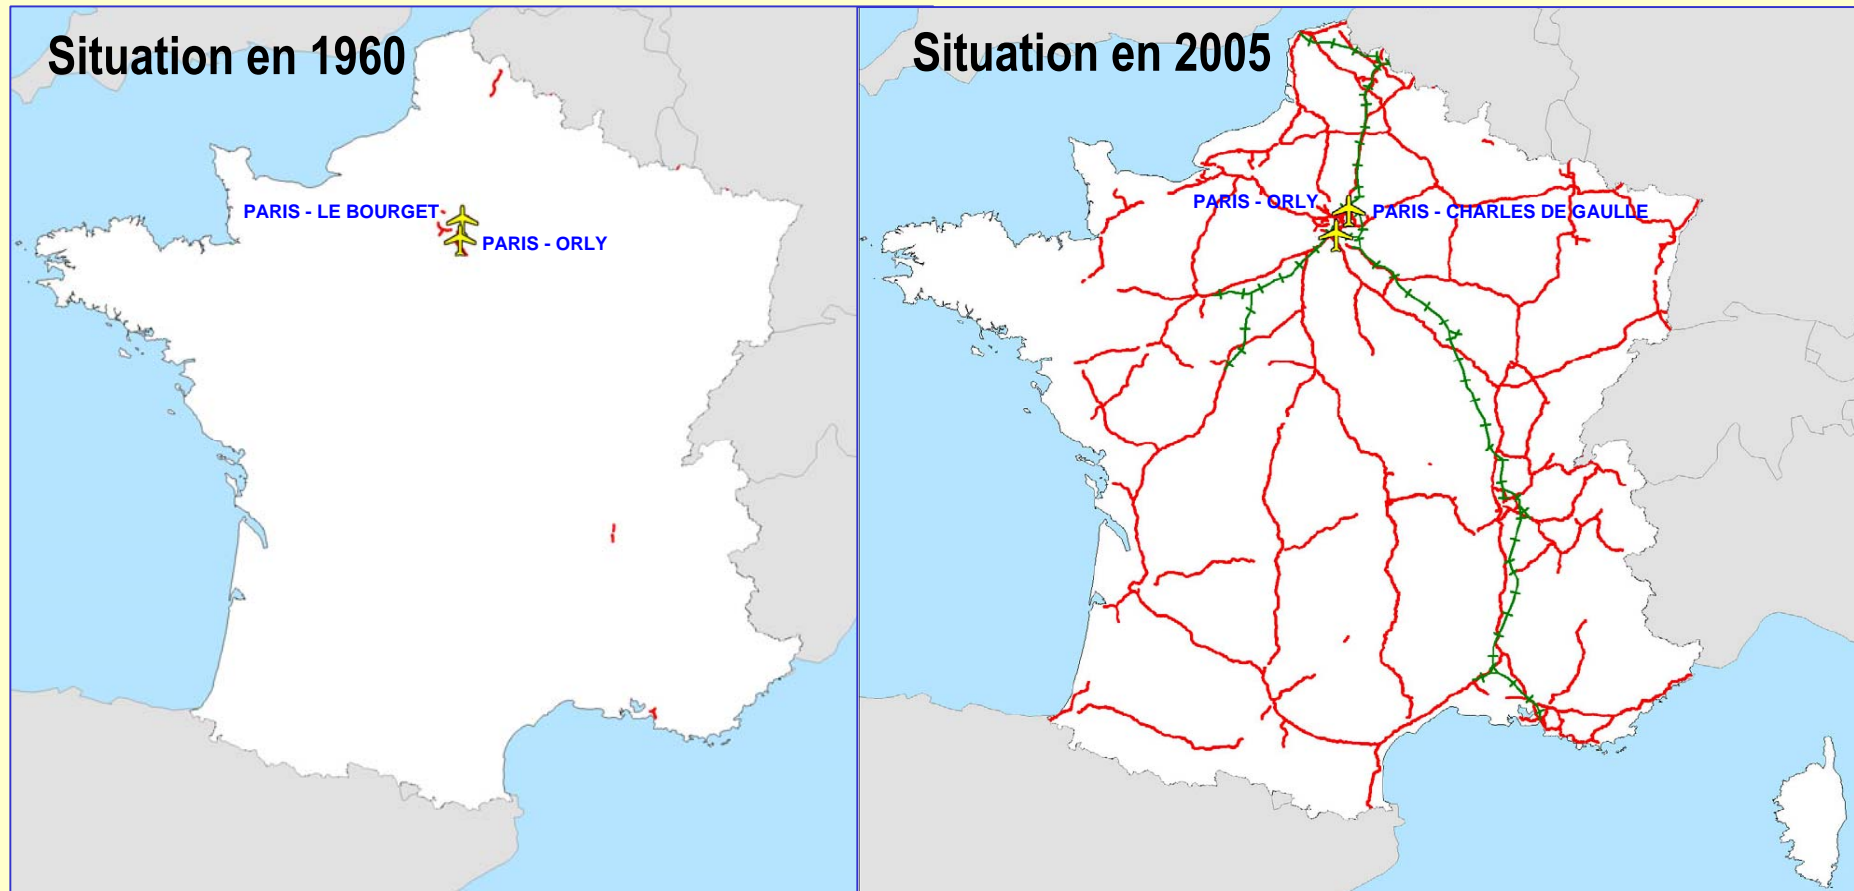 Situation en 1960
PARIS - LE BOURGET
PARIS - ORLY
Situation en 2005
PARIS - ORLY
PARIS - CHARLES DE GAULLE